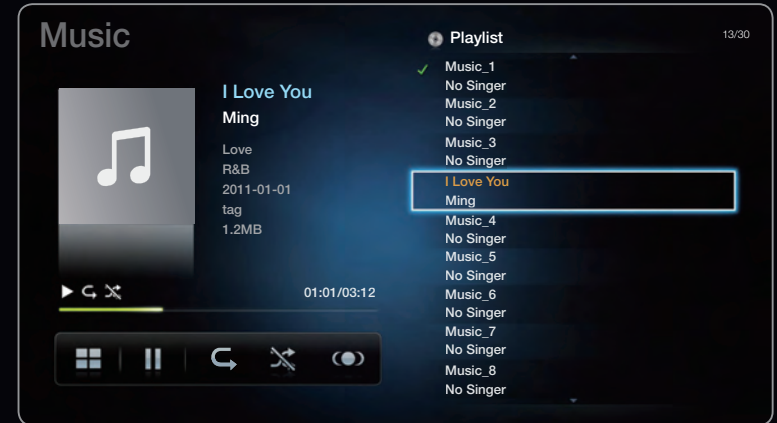 Music
I Love You
Ming
Love
R&B
2011-01-01
tag
1.2MB
01:01/03:12
Playlist
13/30
Music_1
No Singer
Music_2
No Singer
Music_3
No Singer
I Love You
Ming
Music_4
No Singer
Music_5
No Singer
Music_6
No Singer
Music_7
No Singer
Music_8
No Singer